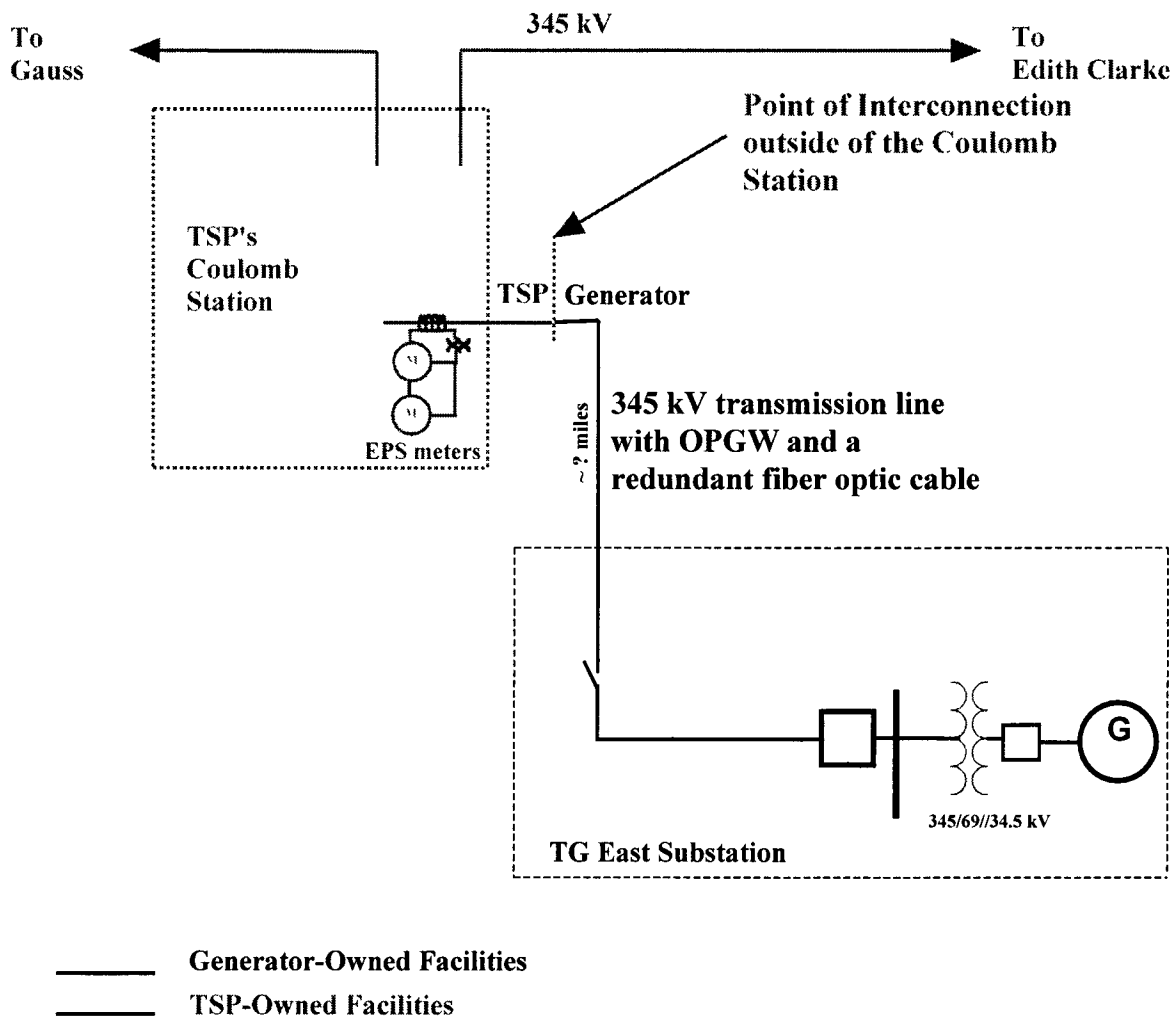 345 kV
To
Gauss
To
Edith Clarke
Point of Interconnection
outside of the Coulomb
Station
TSP's
Coulomb
Station
TSP
Generator
M
M
EPS meters
~ ? miles
345 kV transmission line
with OPGW and a
redundant fiber optic cable
G
345/69//34.5 kV
TG East Substation
Generator-Owned Facilities
TSP-Owned Facilities